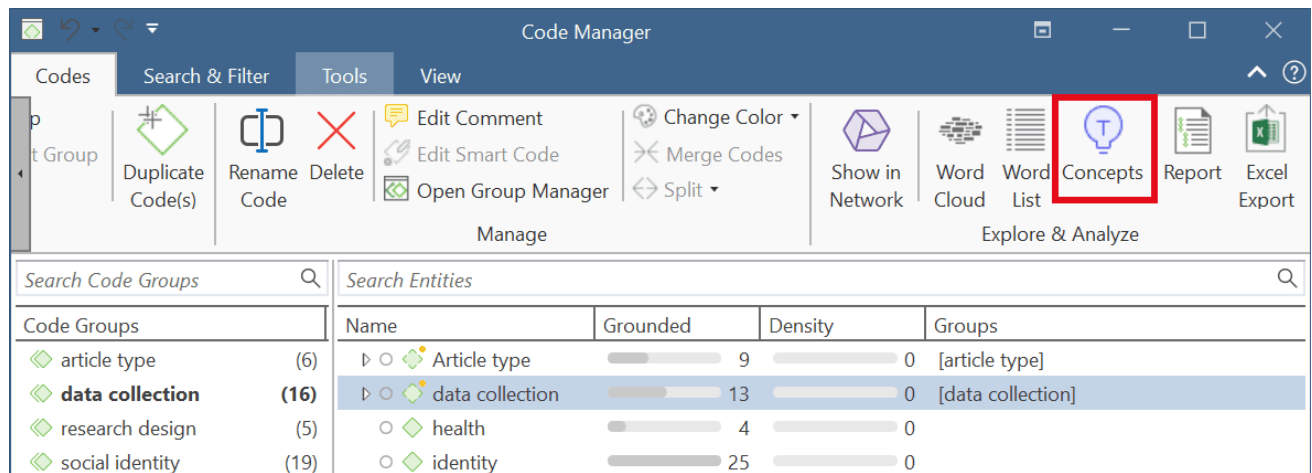 Code Manager
Codes Search & Filter Tools View
p
t Group
Duplicate
Code(s)
Rename
Code
Delete
Edit Comment
Edit Smart Code
Open Group Manager
Change Color
Merge Codes
Split
Manage
Show in
Network
Word
Cloud
Word
List
T
Concepts
Report
Excel
Export
Explore & Analyze
Search Code Groups
Search Entities
Code Groups
Name Grounded Density Groups
article type (6)
Article type 9 0 [article type]
data collection (16)
data collection 13 0 [data collection]
research design (5)
health 4 0
social identity (19)
identity 25 0